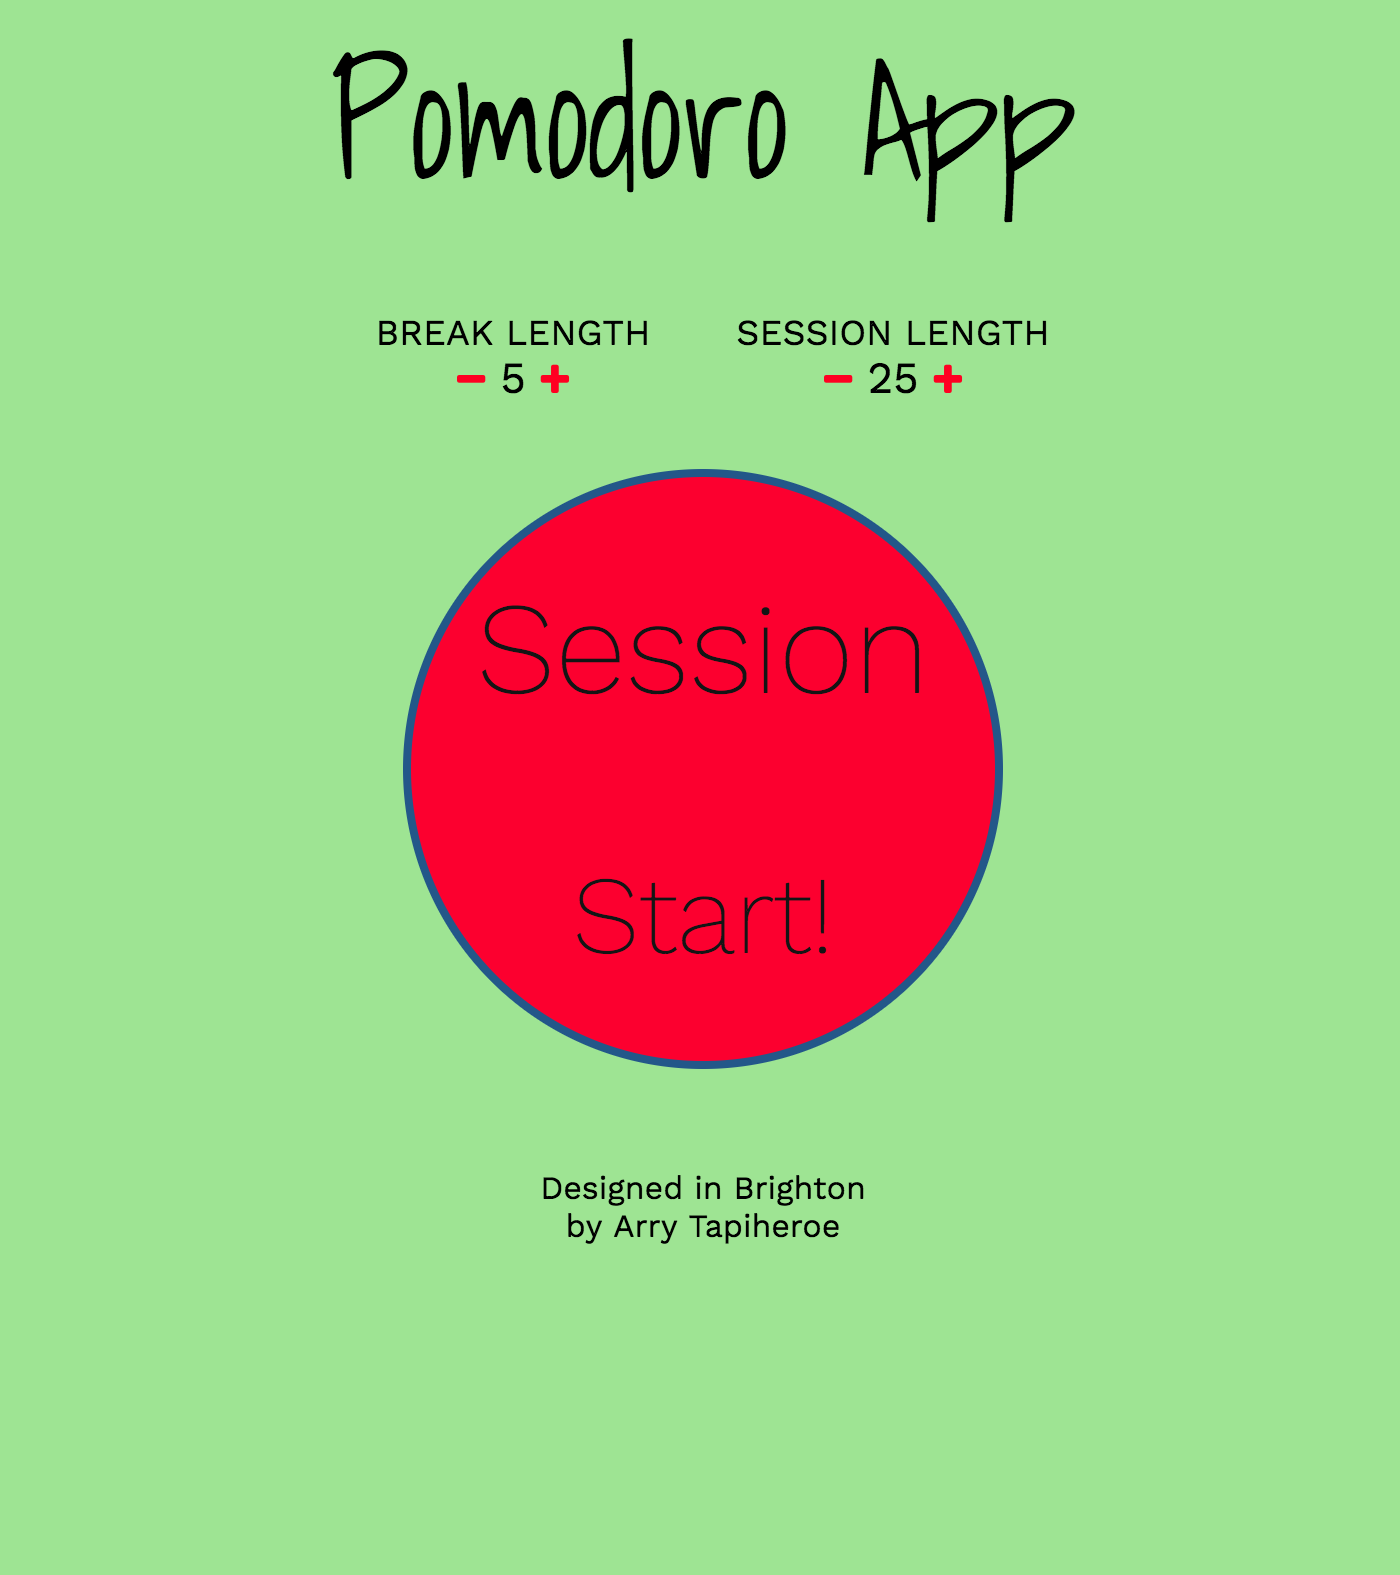 Pomodoro App
BREAK LENGTH SESSION LENGTH
− 5 + − 25 +
Session
Start!
Designed in Brighton
by Arry Tapiheroe